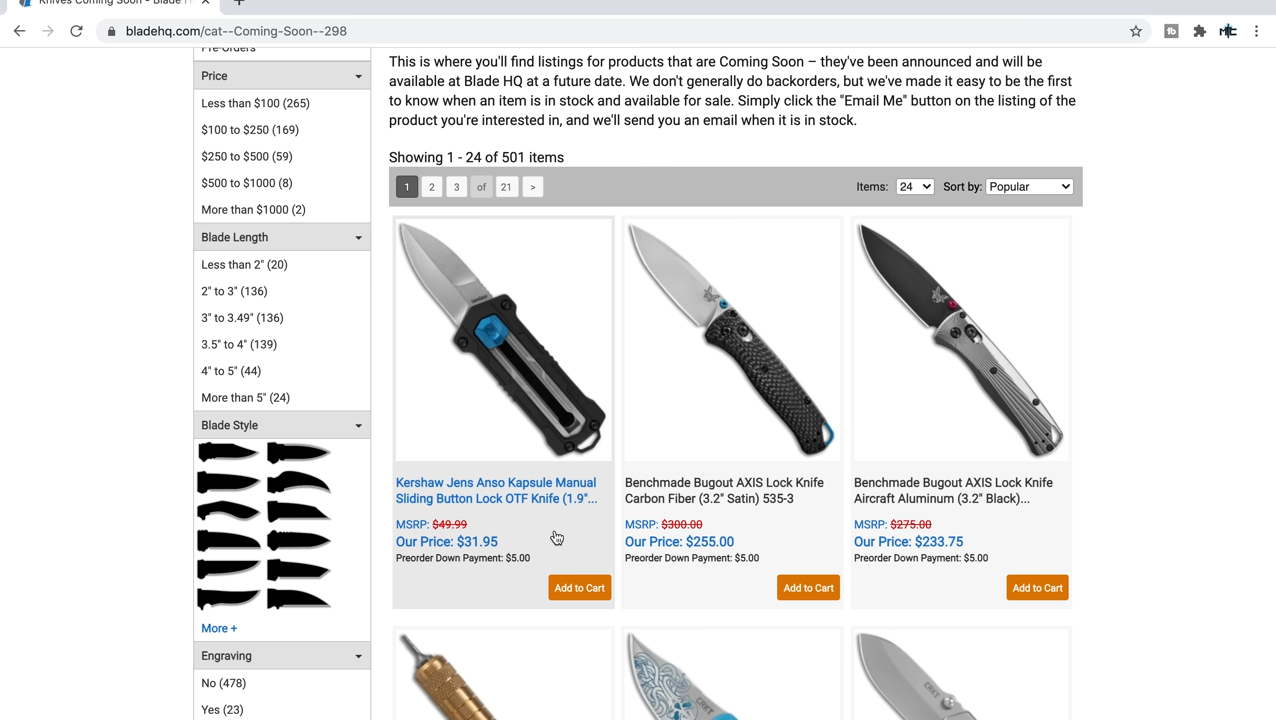 Knives Coming Soon - Blade H
bladehq.com/cat--Coming-Soon--298
Pre-Orders
Price
Less than $100 (265)
$100 to $250 (169)
$250 to $500 (59)
$500 to $1000 (8)
More than $1000 (2)
Blade Length
Less than 2" (20)
2" to 3" (136)
3" to 3.49" (136)
3.5" to 4" (139)
4" to 5" (44)
More than 5" (24)
Blade Style
More +
Engraving
No (478)
Yes (23)
This is where you'll find listings for products that are Coming Soon – they've been announced and will be
available at Blade HQ at a future date. We don't generally do backorders, but we've made it easy to be the first
to know when an item is in stock and available for sale. Simply click the "Email Me" button on the listing of the
product you're interested in, and we'll send you an email when it is in stock.
Showing 1 - 24 of 501 items
1 2 3 of 21 > Items: 24 Sort by: Popular
Kershaw Jens Anso Kapsule Manual
Sliding Button Lock OTF Knife (1.9"...
MSRP: $49.99
Our Price: $31.95
Preorder Down Payment: $5.00
Add to Cart
Benchmade Bugout AXIS Lock Knife
Carbon Fiber (3.2" Satin) 535-3
MSRP: $300.00
Our Price: $255.00
Preorder Down Payment: $5.00
Add to Cart
Benchmade Bugout AXIS Lock Knife
Aircraft Aluminum (3.2" Black)...
MSRP: $275.00
Our Price: $233.75
Preorder Down Payment: $5.00
Add to Cart
CRKT
CRKT